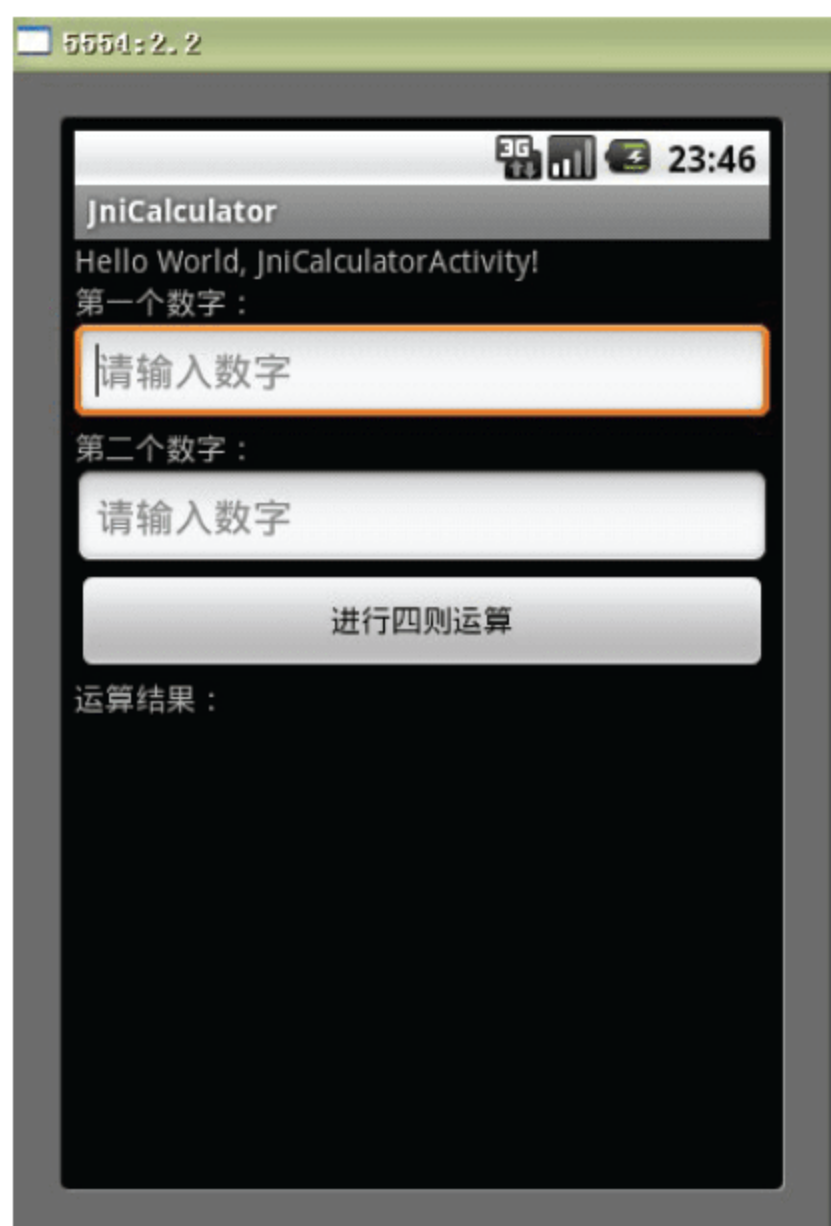 5554:2.2
3G 23:46
JniCalculator
Hello World, JniCalculatorActivity!
第一个数字：
请输入数字
第二个数字：
请输入数字
进行四则运算
运算结果：